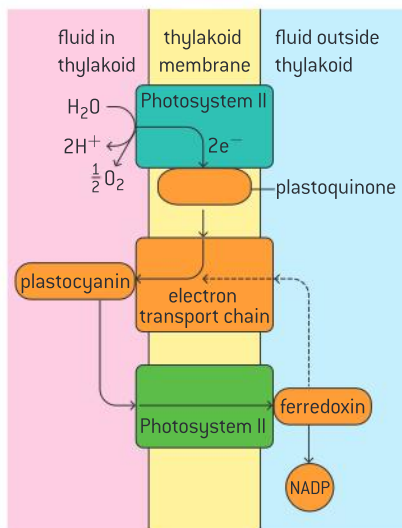 fluid in
thylakoid
thylakoid
membrane
fluid outside
thylakoid
H₂O
Photosystem II
2H⁺
2e⁻
½O₂
plastoquinone
plastocyanin
electron
transport chain
Photosystem II
ferredoxin
NADP